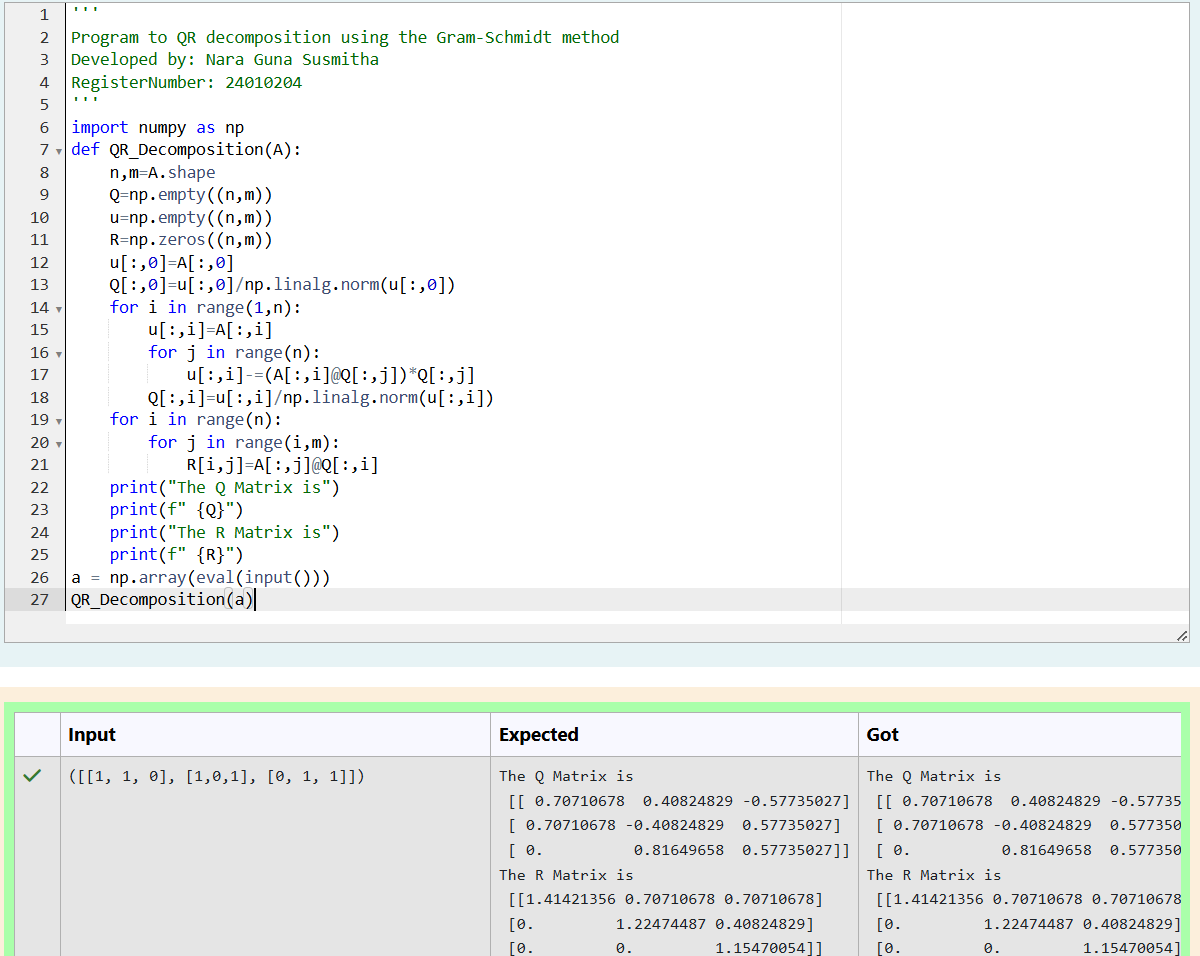 1 '''
2 Program to QR decomposition using the Gram-Schmidt method
3 Developed by: Nara Guna Susmitha
4 RegisterNumber: 24010204
5 '''
6 import numpy as np
7 def QR_Decomposition(A):
8     n,m=A.shape
9     Q=np.empty((n,m))
10     u=np.empty((n,m))
11     R=np.zeros((n,m))
12     u[:,0]=A[:,0]
13     Q[:,0]=u[:,0]/np.linalg.norm(u[:,0])
14     for i in range(1,n):
15         u[:,i]=A[:,i]
16         for j in range(n):
17             u[:,i]-=(A[:,i]@Q[:,j])*Q[:,j]
18         Q[:,i]=u[:,i]/np.linalg.norm(u[:,i])
19     for i in range(n):
20         for j in range(i,m):
21             R[i,j]=A[:,j]@Q[:,i]
22     print("The Q Matrix is")
23     print(f" {Q}")
24     print("The R Matrix is")
25     print(f" {R}")
26 a = np.array(eval(input()))
27 QR_Decomposition(a)
Input Expected Got
([[1, 1, 0], [1,0,1], [0, 1, 1]]) The Q Matrix is The Q Matrix is
[[ 0.70710678  0.40824829 -0.57735027] [[ 0.70710678  0.40824829 -0.57735
[ 0.70710678 -0.40824829  0.57735027] [ 0.70710678 -0.40824829  0.577350
[ 0.          0.81649658  0.57735027]] [ 0.          0.81649658  0.577350
The R Matrix is The R Matrix is
[[1.41421356 0.70710678 0.70710678] [[1.41421356 0.70710678 0.70710678
[0.         1.22474487 0.40824829] [0.         1.22474487 0.40824829]
[0.         0.         1.15470054]] [0.         0.         1.15470054]